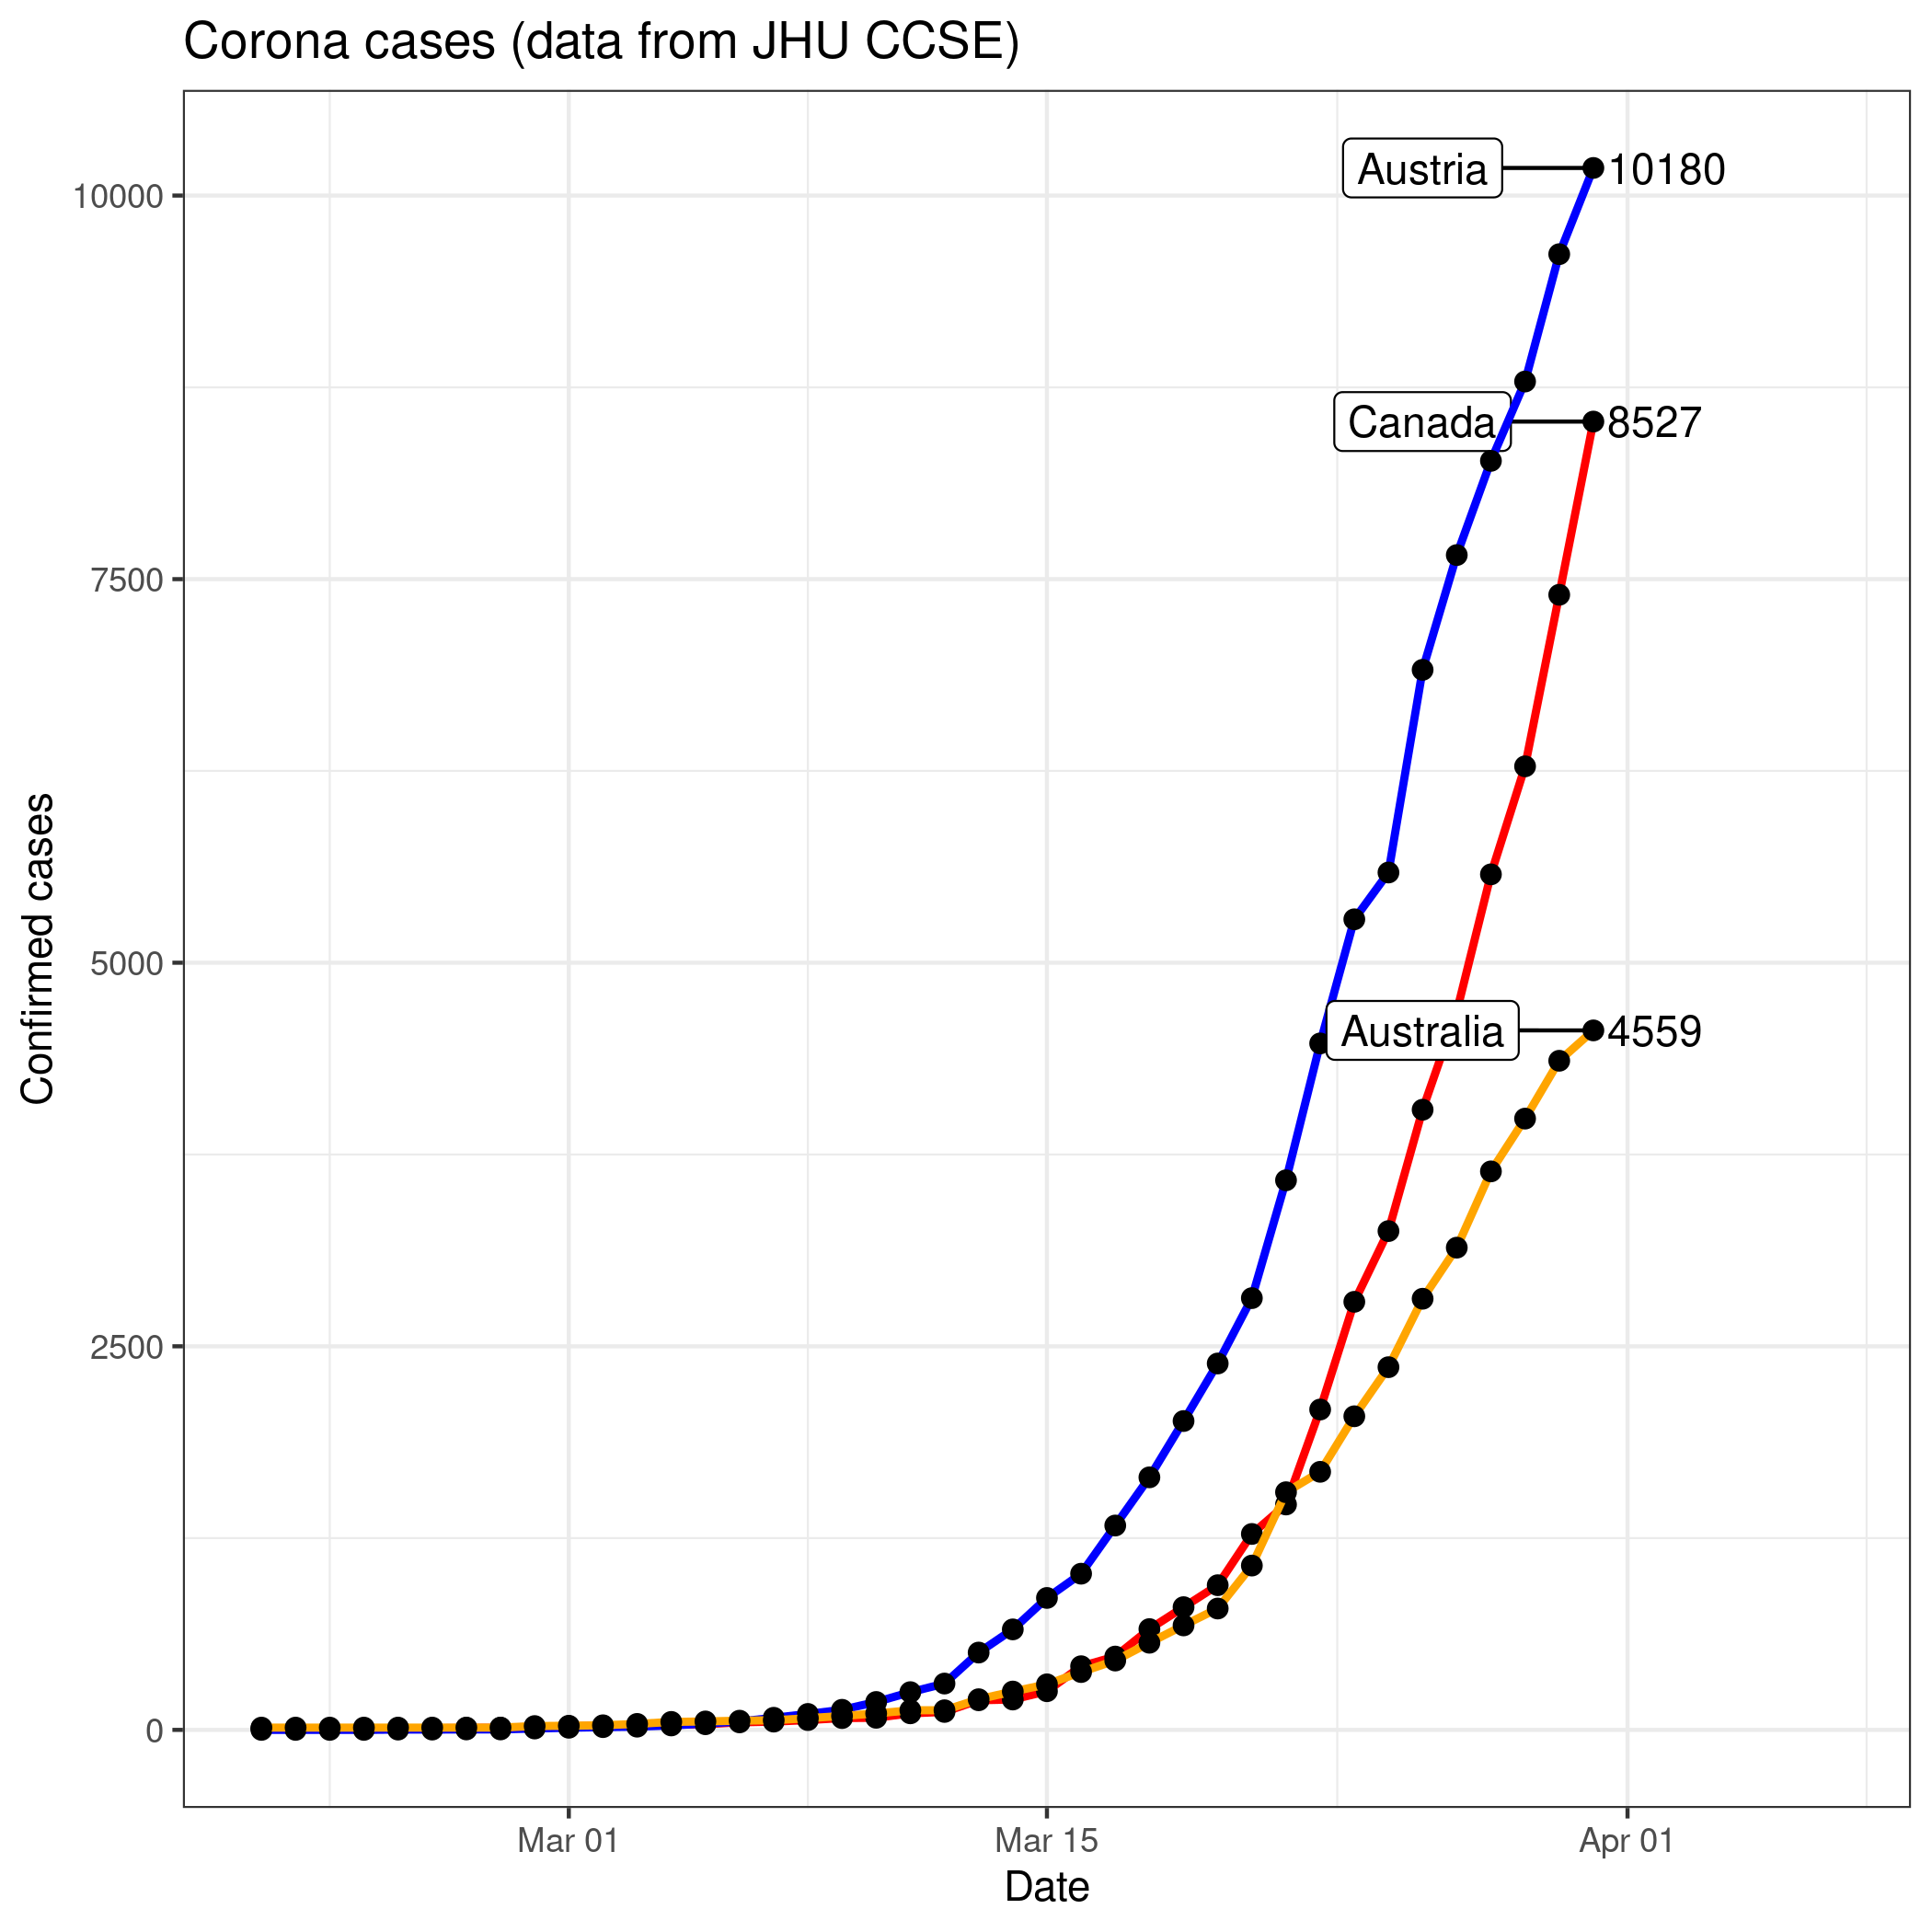 Corona cases (data from JHU CCSE)
Austria
10180
10000
Canada
8527
7500
Confirmed cases
5000
Australia
4559
2500
0
Mar 01
Mar 15
Apr 01
Date